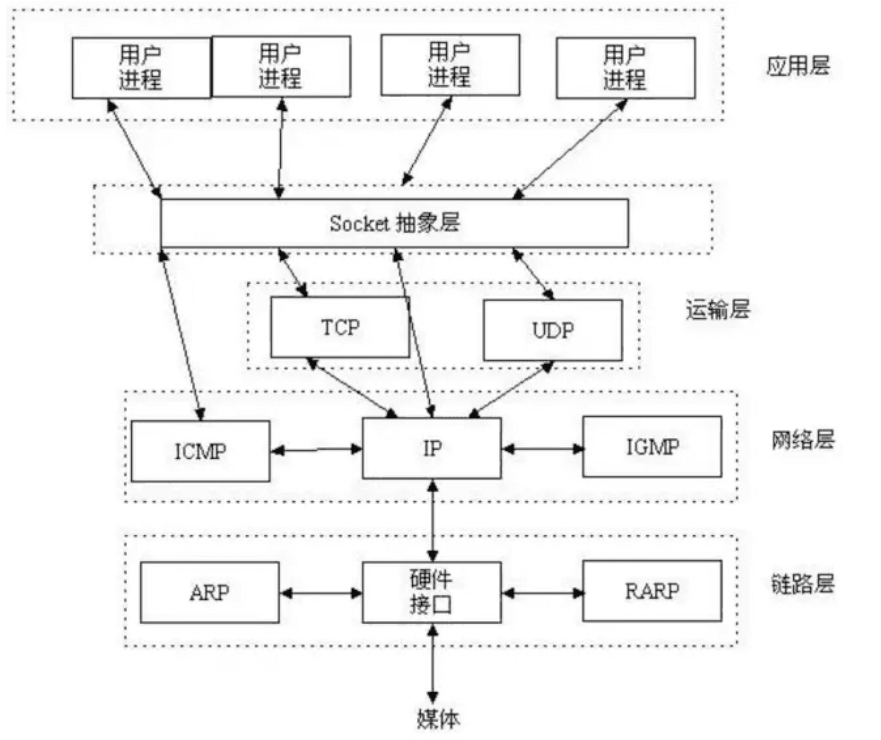 用户
进程
用户
进程
用户
进程
用户
进程
应用层
Socket 抽象层
TCP
UDP
运输层
ICMP
IP
IGMP
网络层
ARP
硬件
接口
RARP
链路层
媒体